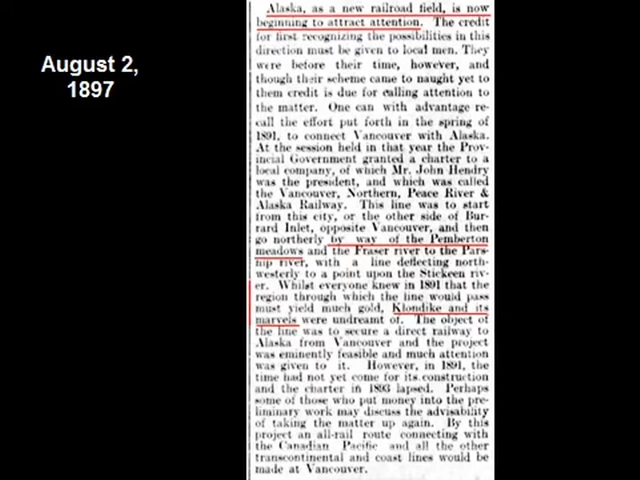 August 2,
1897
Alaska, as a new railroad field, is now
beginning to attract attention. The credit
for first recognizing the possibilities in this
direction must be given to local men. They
were before their time, however, and
though their scheme came to naught yet to
them credit is due for calling attention to
the matter. One can with advantage re-
call the effort put forth in the spring of
1891, to connect Vancouver with Alaska.
At the session held in that year the Prov-
incial Government granted a charter to a
local company, of which Mr. John Hendry
was the president, and which was called
the Vancouver, Northern, Peace River &
Alaska Railway. This line was to start
from this city, or the other side of Bur-
rard Inlet, opposite Vancouver, and then
go northerly by way of the Pemberton
meadows and the Fraser river to the Pars-
nip river, with a line deflecting north-
westerly to a point upon the Stickeen riv-
er. Whilst everyone knew in 1891 that the
region through which the line would pass
must yield much gold, Klondike and its
marvels were undreamt of. The object of
the line was to secure a direct railway to
Alaska from Vancouver and the project
was eminently feasible and much attention
was given to it. However, in 1891, the
time had not yet come for its construction
and the charter in 1893 lapsed. Perhaps
some of those who put money into the pre-
liminary work may discuss the advisability
of taking the matter up again. By this
project an all-rail route connecting with
the Canadian Pacific and all the other
transcontinental and coast lines would be
made at Vancouver.